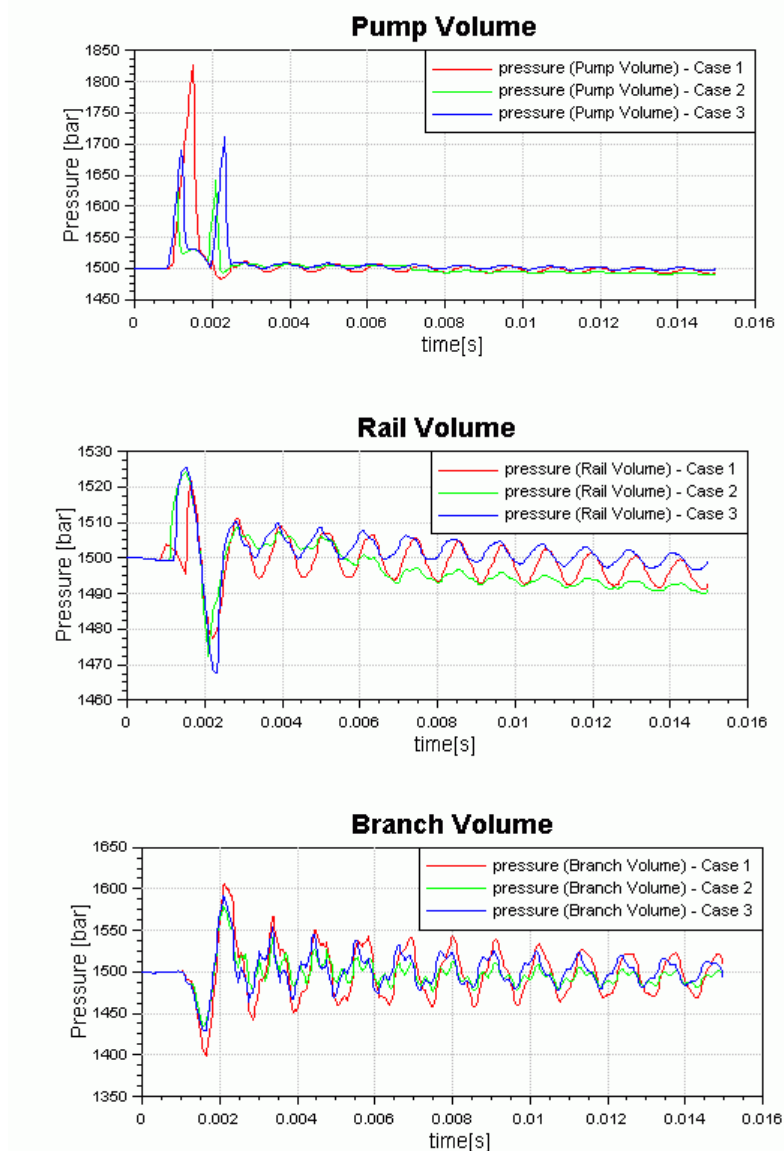 Pump Volume
1850
1800
1750
1700
1650
1600
1550
1500
1450
Pressure [bar]
pressure (Pump Volume) - Case 1
pressure (Pump Volume) - Case 2
pressure (Pump Volume) - Case 3
0 0.002 0.004 0.006 0.008 0.01 0.012 0.014 0.016
time[s]
Rail Volume
1530
1520
1510
1500
1490
1480
1470
1460
Pressure [bar]
pressure (Rail Volume) - Case 1
pressure (Rail Volume) - Case 2
pressure (Rail Volume) - Case 3
0 0.002 0.004 0.006 0.008 0.01 0.012 0.014 0.016
time[s]
Branch Volume
1650
1600
1550
1500
1450
1400
1350
Pressure [bar]
pressure (Branch Volume) - Case 1
pressure (Branch Volume) - Case 2
pressure (Branch Volume) - Case 3
0 0.002 0.004 0.006 0.008 0.01 0.012 0.014 0.016
time[s]